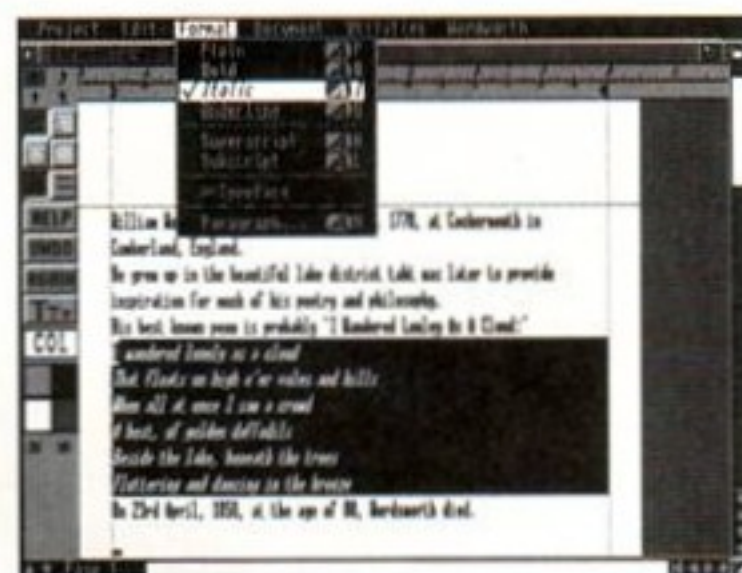 Project Edit Format Document Utilities Wordworth
Plain
Bold
✓ Italic
Underline
Superscript
Subscript
Typeface
Paragraph...
HELP
UNDO
COL
William 1770, at Cockermouth in
Cumberland, England.
He grew up in the beautiful lake district taht was later to provide
inspiration for much of his poetry and philosophy.
His best known poem is probably "I Wandered Lonley As A Cloud:"
I wandered lonely as a cloud
That floats on high o'er vales and hills
When all at once I saw a crowd
A host, of golden daffodils
Beside the lake, beneath the trees
Fluttering and dancing in the breeze
On 23rd April, 1850, at the age of 80, Wordsworth died.
Page